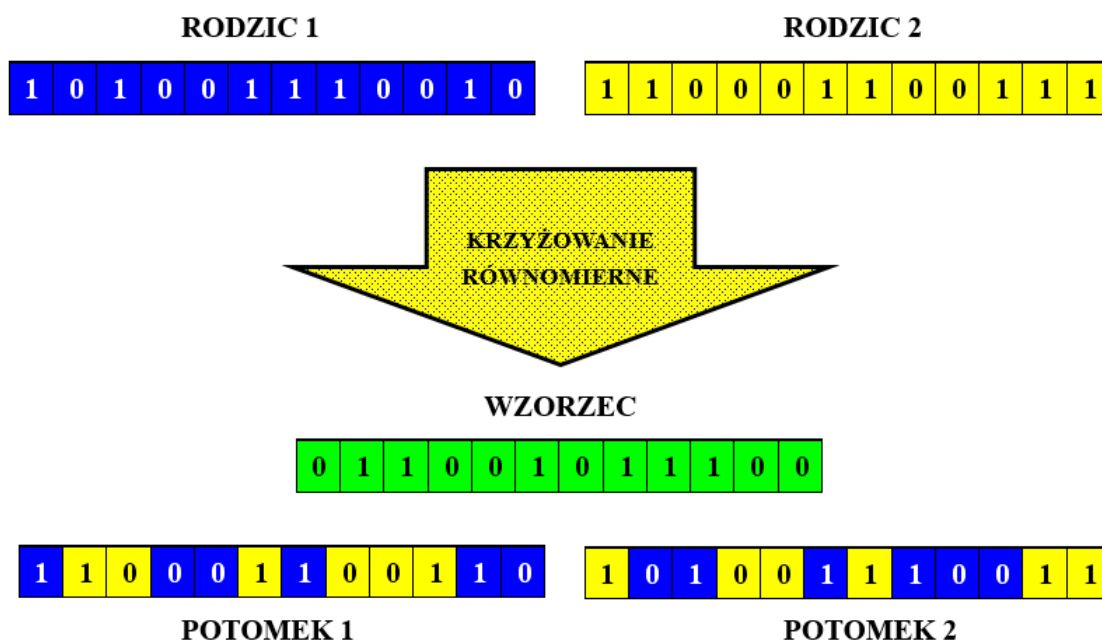 RODZIC 1 RODZIC 2
1 0 1 0 0 1 1 1 0 0 1 0 1 1 0 0 0 1 1 0 0 1 1 1
KRZYŻOWANIE
RÓWNOMIERNE
WZORZEC
0 1 1 0 0 1 0 1 1 1 0 0
1 1 0 0 0 1 1 0 0 1 1 0 1 0 1 0 0 1 1 1 0 0 1 1
POTOMEK 1 POTOMEK 2